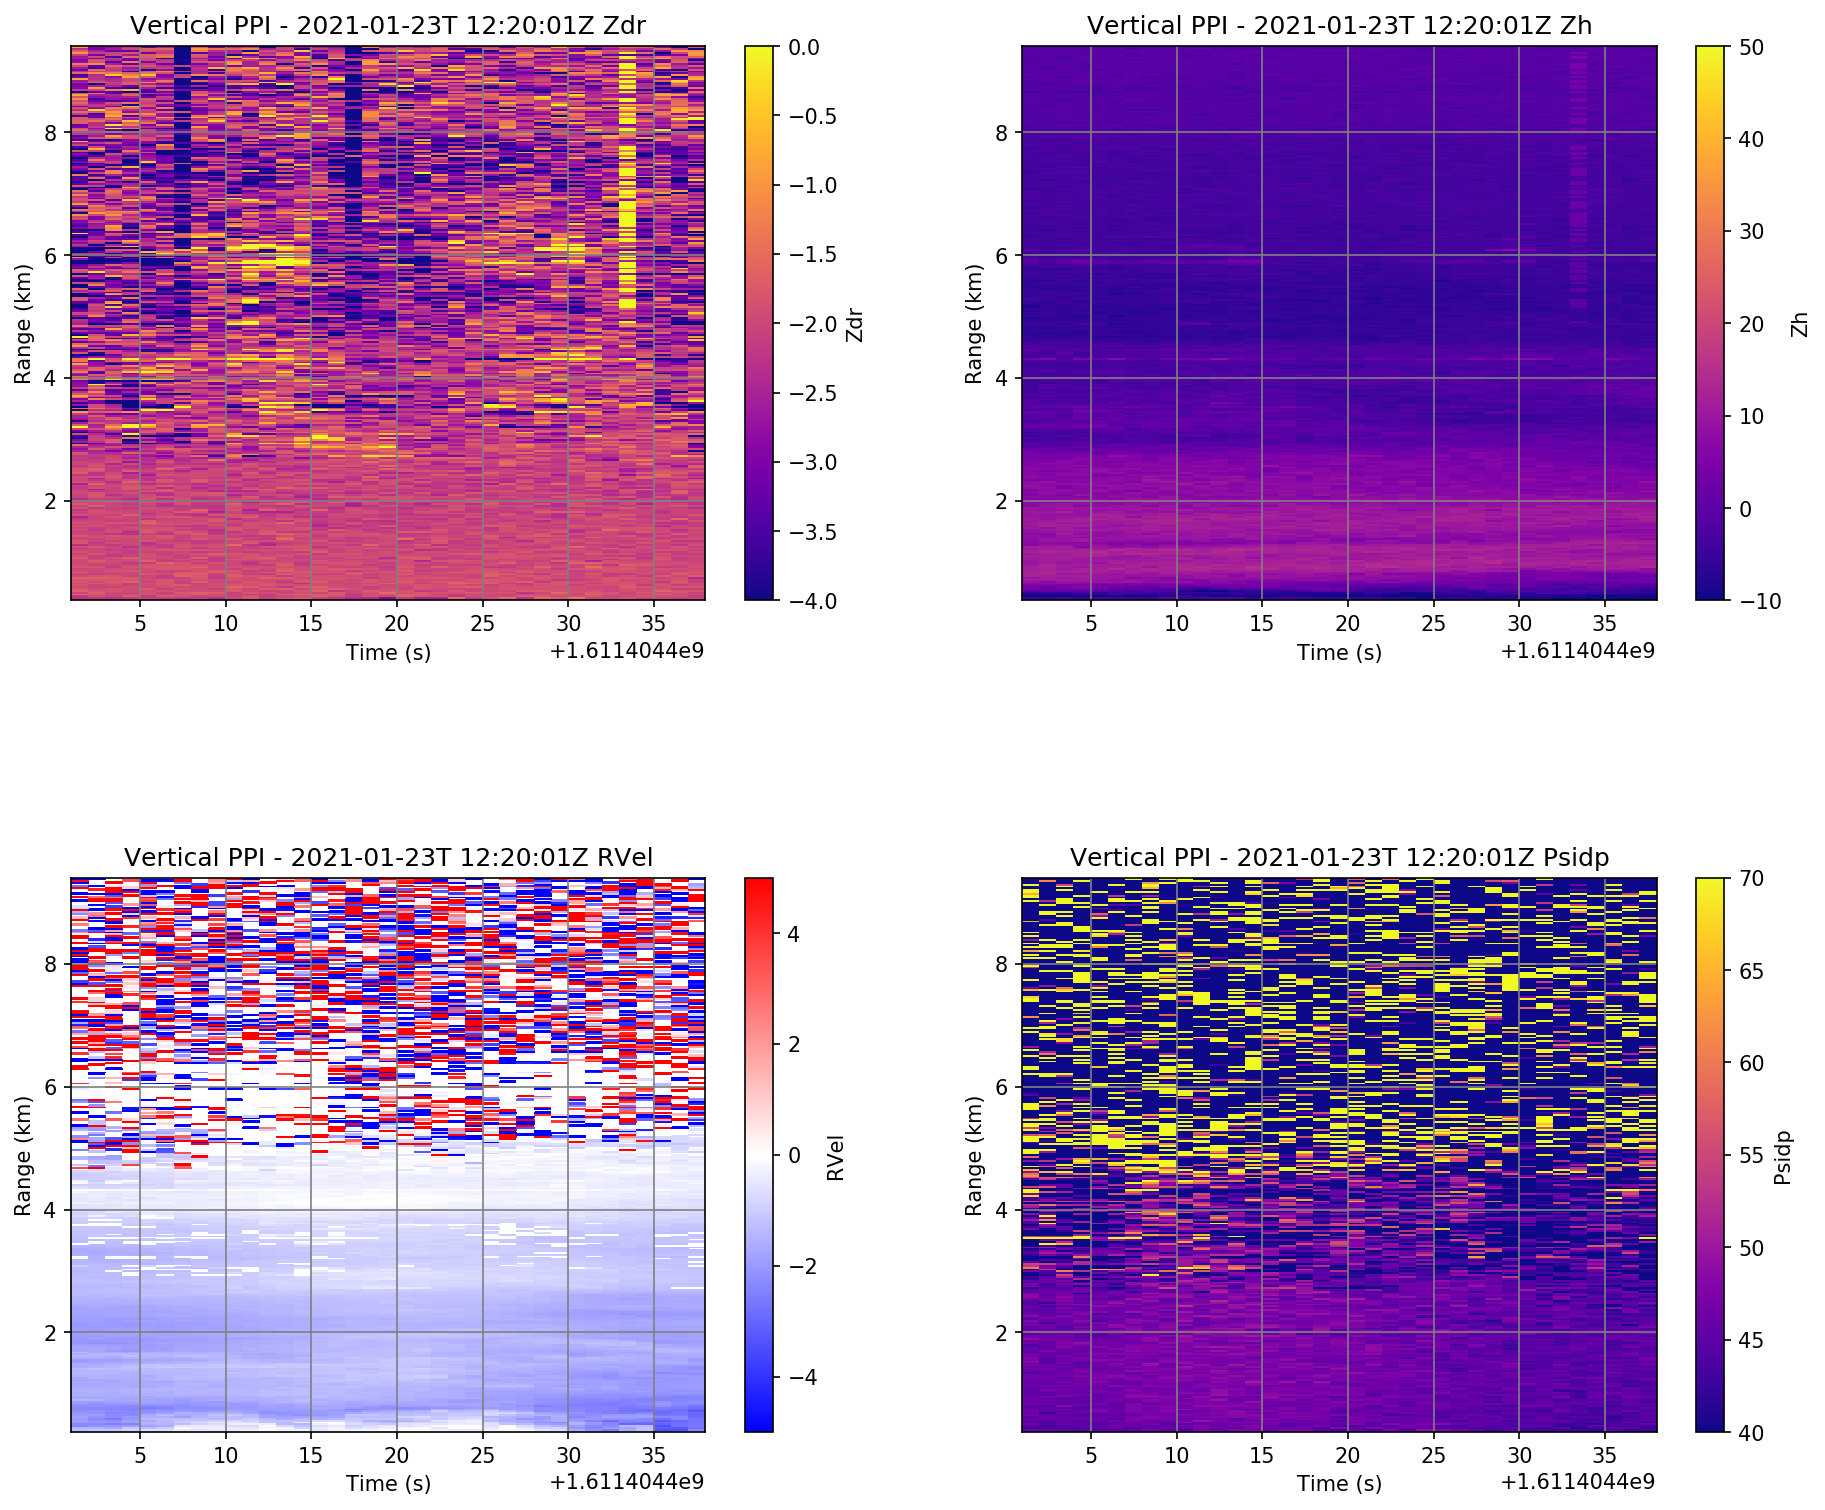 Vertical PPI - 2021-01-23T 12:20:01Z Zdr
Range (km)
8
6
4
2
5 10 15 20 25 30 35
Time (s)
+1.6114044e9
0.0
−0.5
−1.0
−1.5
−2.0
−2.5
−3.0
−3.5
−4.0
Zdr
Vertical PPI - 2021-01-23T 12:20:01Z Zh
Range (km)
8
6
4
2
5 10 15 20 25 30 35
Time (s)
+1.6114044e9
50
40
30
20
10
0
−10
Zh
Vertical PPI - 2021-01-23T 12:20:01Z RVel
Range (km)
8
6
4
2
5 10 15 20 25 30 35
Time (s)
+1.6114044e9
4
2
0
−2
−4
RVel
Vertical PPI - 2021-01-23T 12:20:01Z Psidp
Range (km)
8
6
4
2
5 10 15 20 25 30 35
Time (s)
+1.6114044e9
70
65
60
55
50
45
40
Psidp